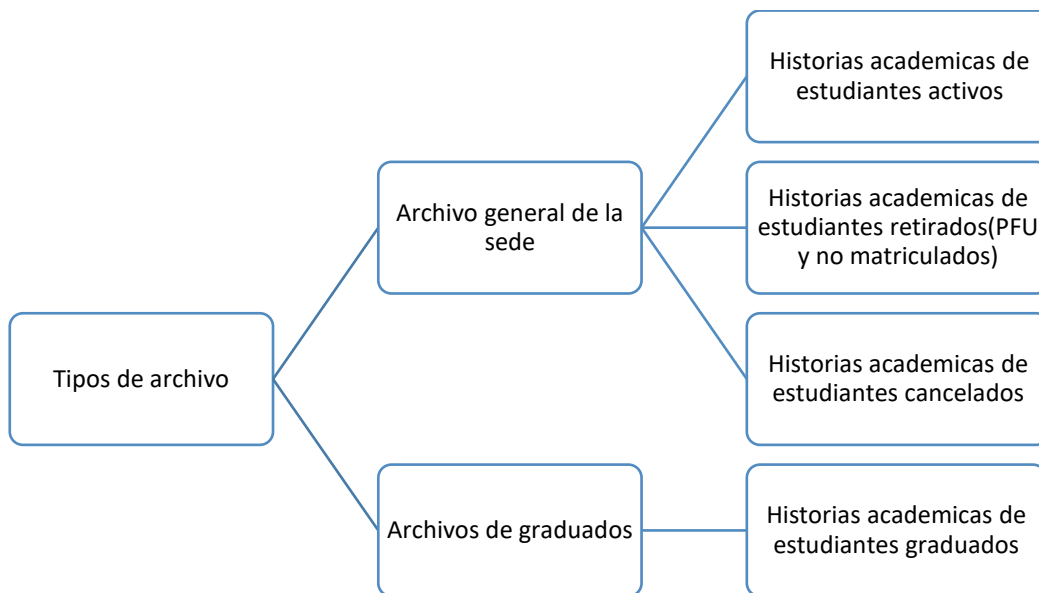 Historias academicas de
estudiantes activos
Archivo general de la
sede
Historias academicas de
estudiantes retirados(PFU
y no matriculados)
Tipos de archivo
Historias academicas de
estudiantes cancelados
Archivos de graduados
Historias academicas de
estudiantes graduados